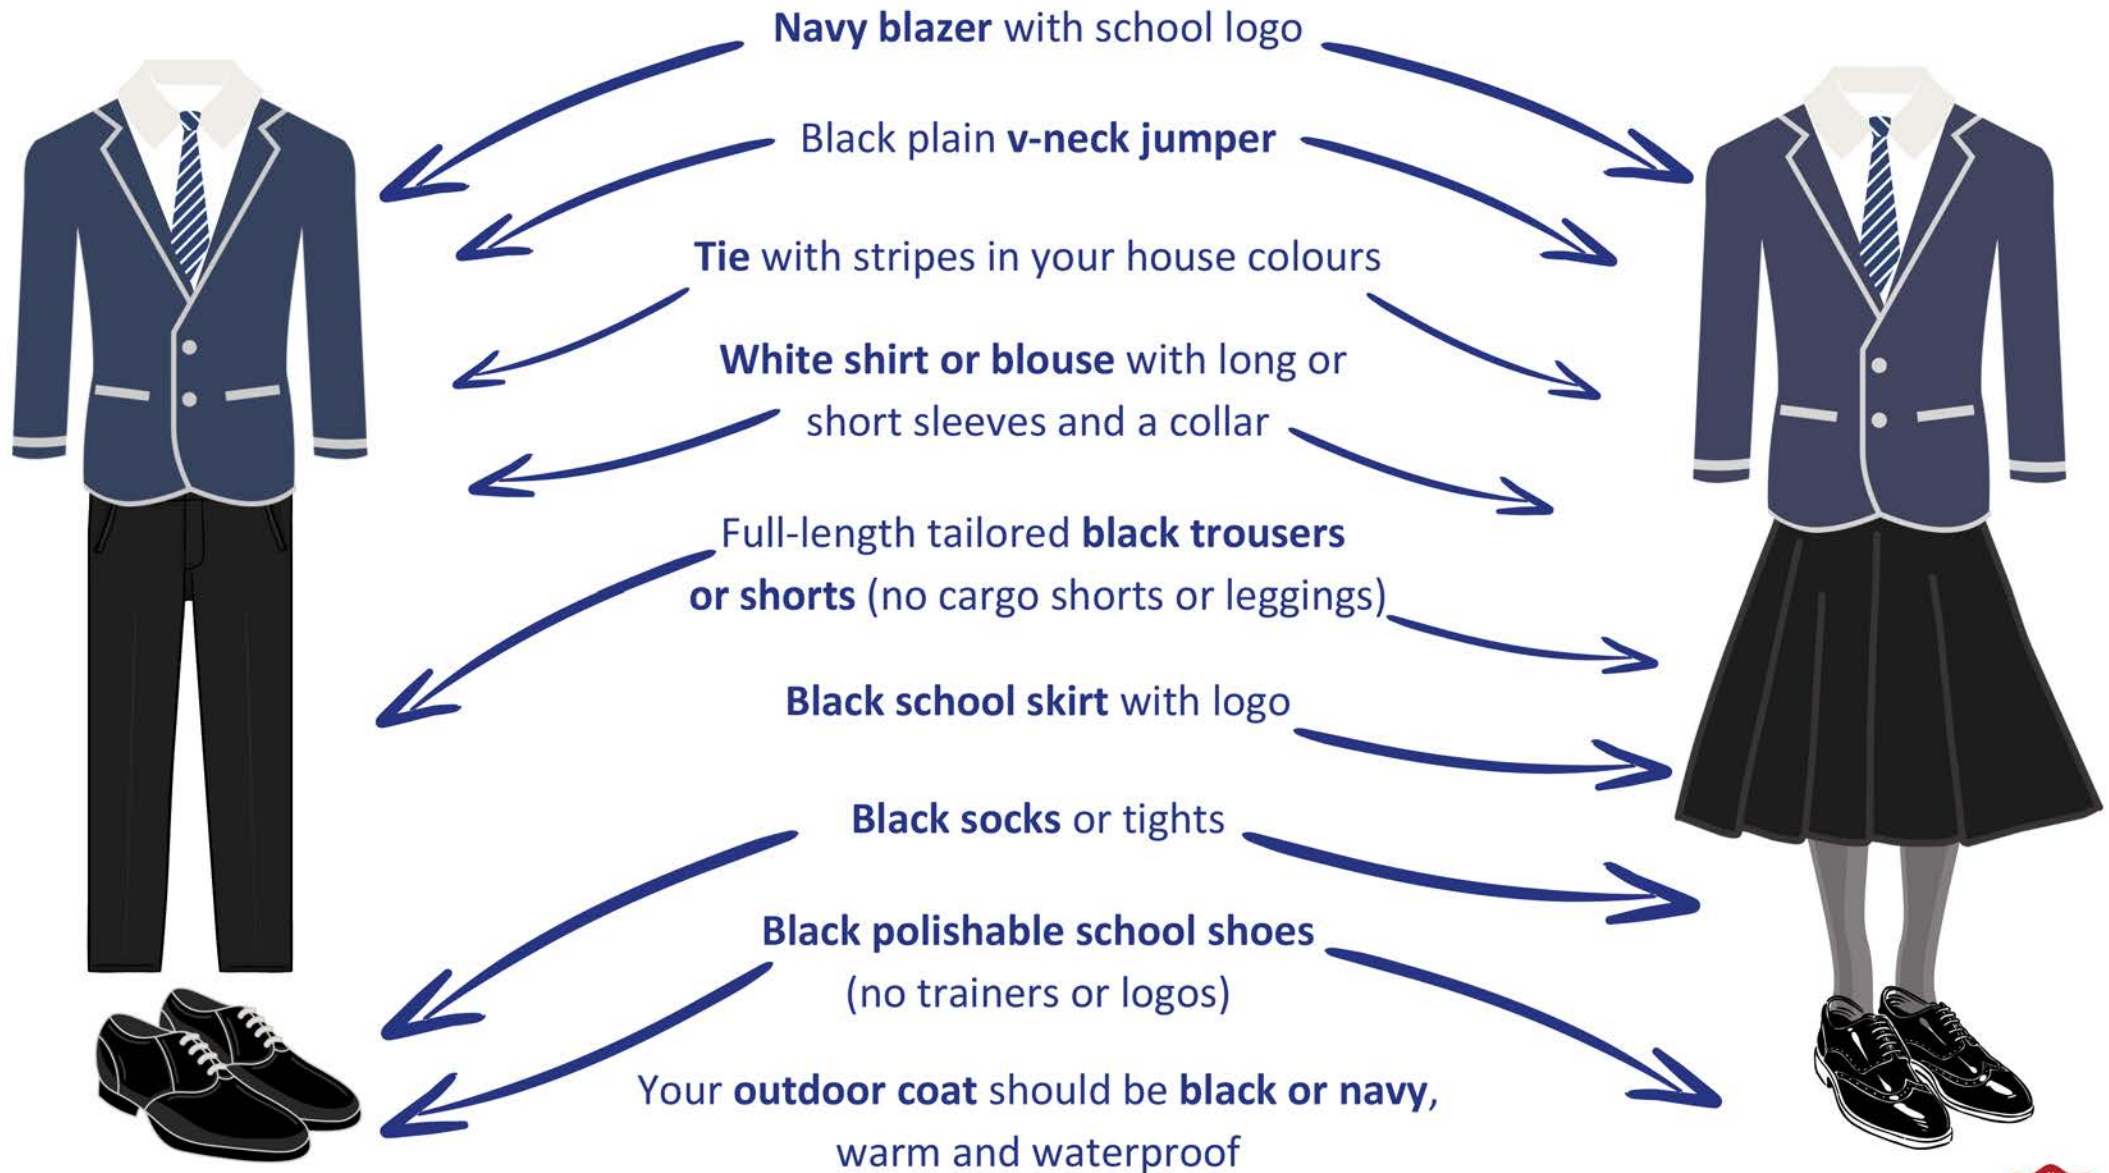 Navy blazer with school logo
Black plain v-neck jumper
Tie with stripes in your house colours
White shirt or blouse with long or
short sleeves and a collar
Full-length tailored black trousers
or shorts (no cargo shorts or leggings)
Black school skirt with logo
Black socks or tights
Black polishable school shoes
(no trainers or logos)
Your outdoor coat should be black or navy,
warm and waterproof